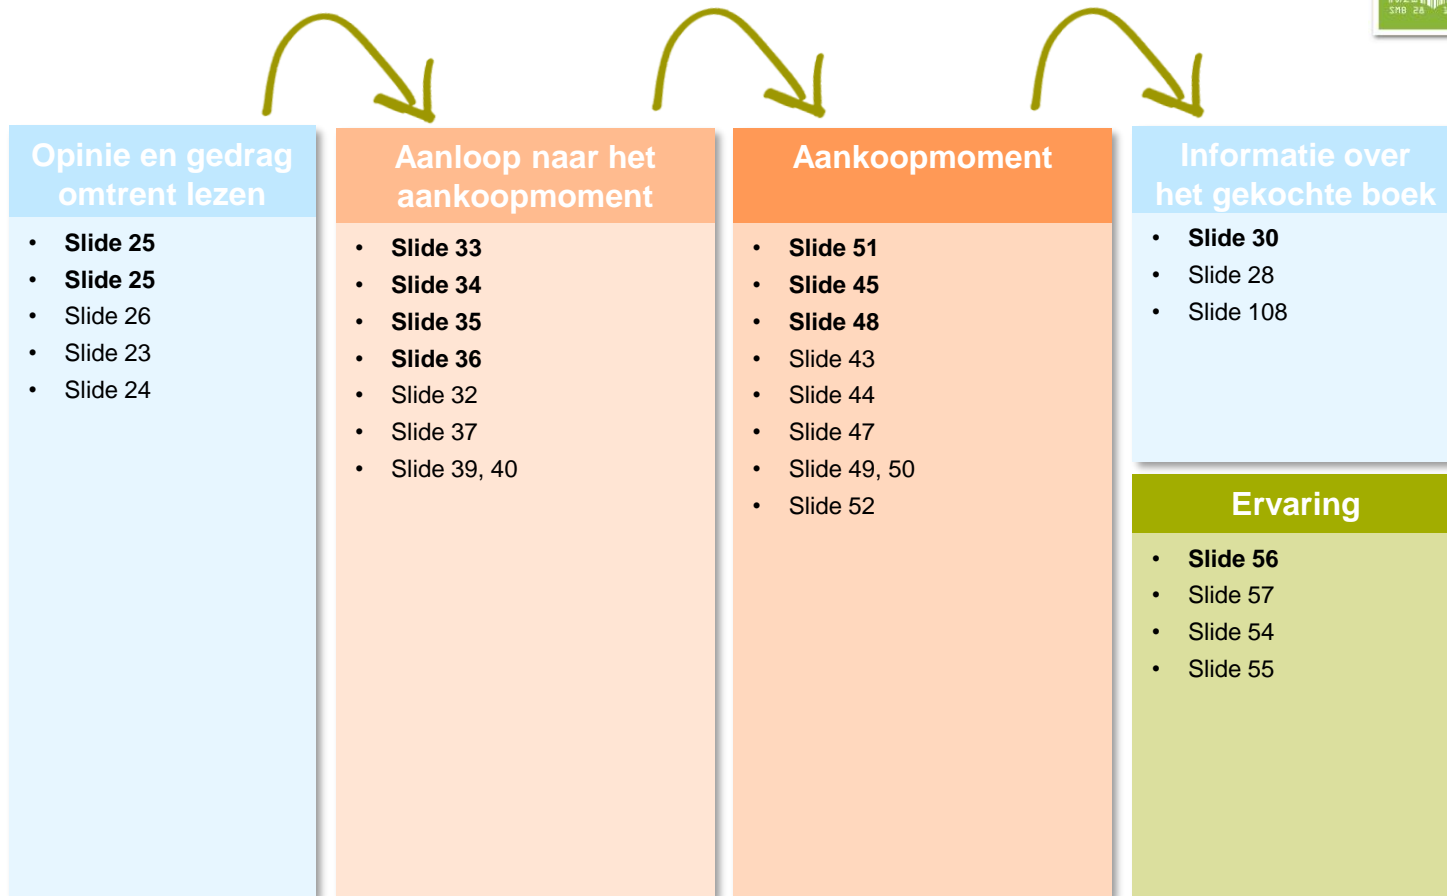 SMB 28
Opinie en gedrag
omtrent lezen
• Slide 25
• Slide 25
• Slide 26
• Slide 23
• Slide 24
Aanloop naar het
aankoopmoment
• Slide 33
• Slide 34
• Slide 35
• Slide 36
• Slide 32
• Slide 37
• Slide 39, 40
Aankoopmoment
• Slide 51
• Slide 45
• Slide 48
• Slide 43
• Slide 44
• Slide 47
• Slide 49, 50
• Slide 52
Informatie over
het gekochte boek
• Slide 30
• Slide 28
• Slide 108
Ervaring
• Slide 56
• Slide 57
• Slide 54
• Slide 55